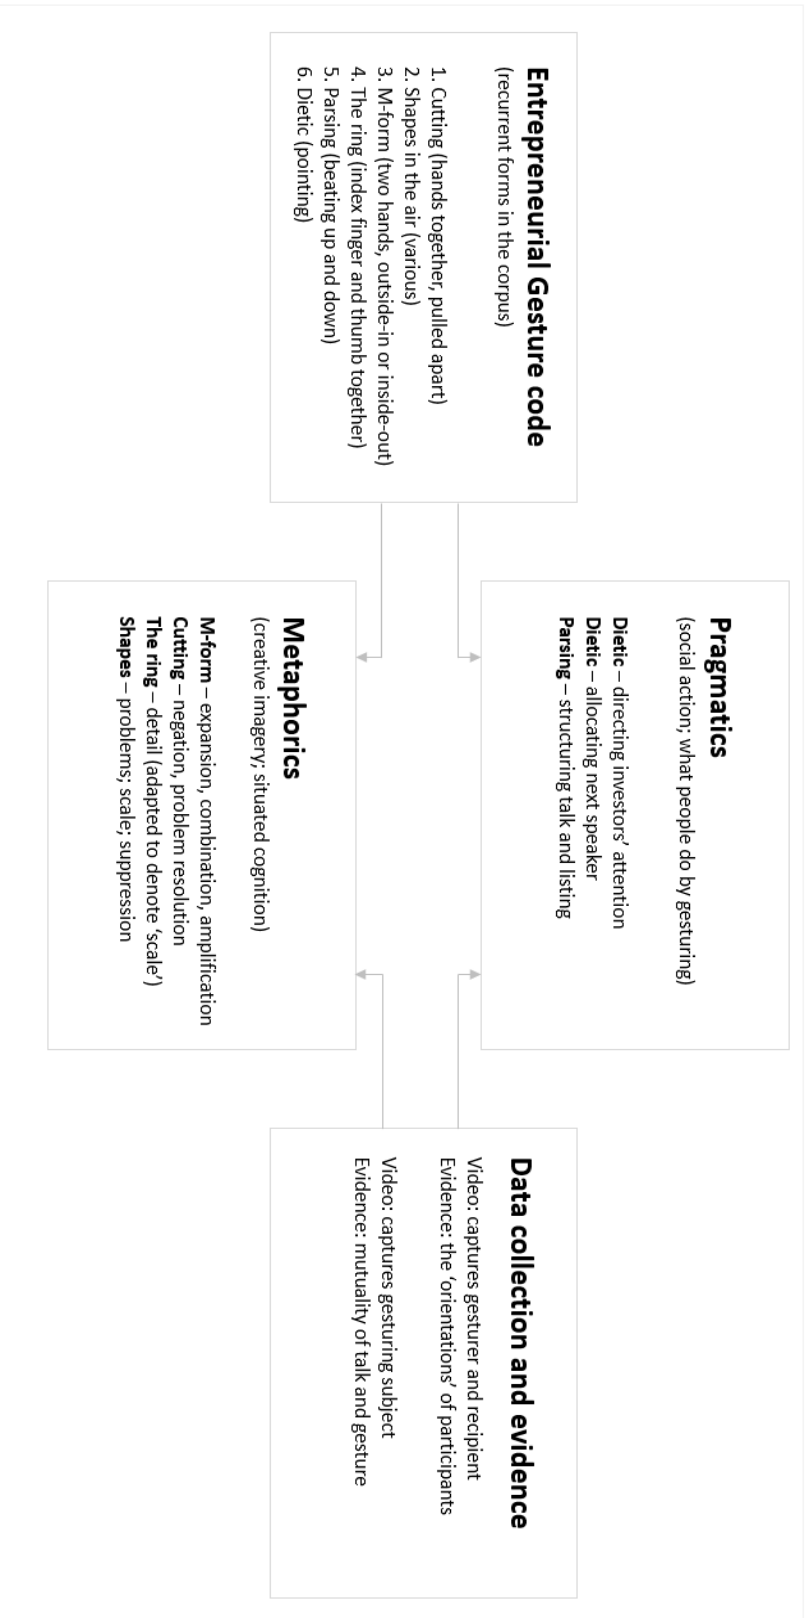 Entrepreneurial Gesture code
(recurrent forms in the corpus)
1. Cutting (hands together, pulled apart)
2. Shapes in the air (various)
3. M-form (two hands, outside-in or inside-out)
4. The ring (index finger and thumb together)
5. Parsing (beating up and down)
6. Dietic (pointing)
Pragmatics
(social action; what people do by gesturing)
Dietic – directing investors’ attention
Dietic – allocating next speaker
Parsing – structuring talk and listing
Metaphorics
(creative imagery; situated cognition)
M-form – expansion, combination, amplification
Cutting – negation, problem resolution
The ring – detail (adapted to denote ‘scale’)
Shapes – problems; scale; suppression
Data collection and evidence
Video: captures gesturer and recipient
Evidence: the ‘orientations’ of participants
Video: captures gesturing subject
Evidence: mutuality of talk and gesture